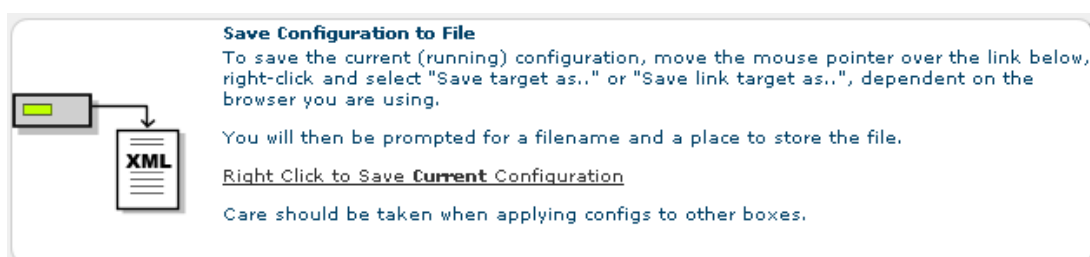 Save Configuration to File
To save the current (running) configuration, move the mouse pointer over the link below,
right-click and select "Save target as.." or "Save link target as..", dependent on the
browser you are using.
You will then be prompted for a filename and a place to store the file.
XML
Right Click to Save Current Configuration
Care should be taken when applying configs to other boxes.